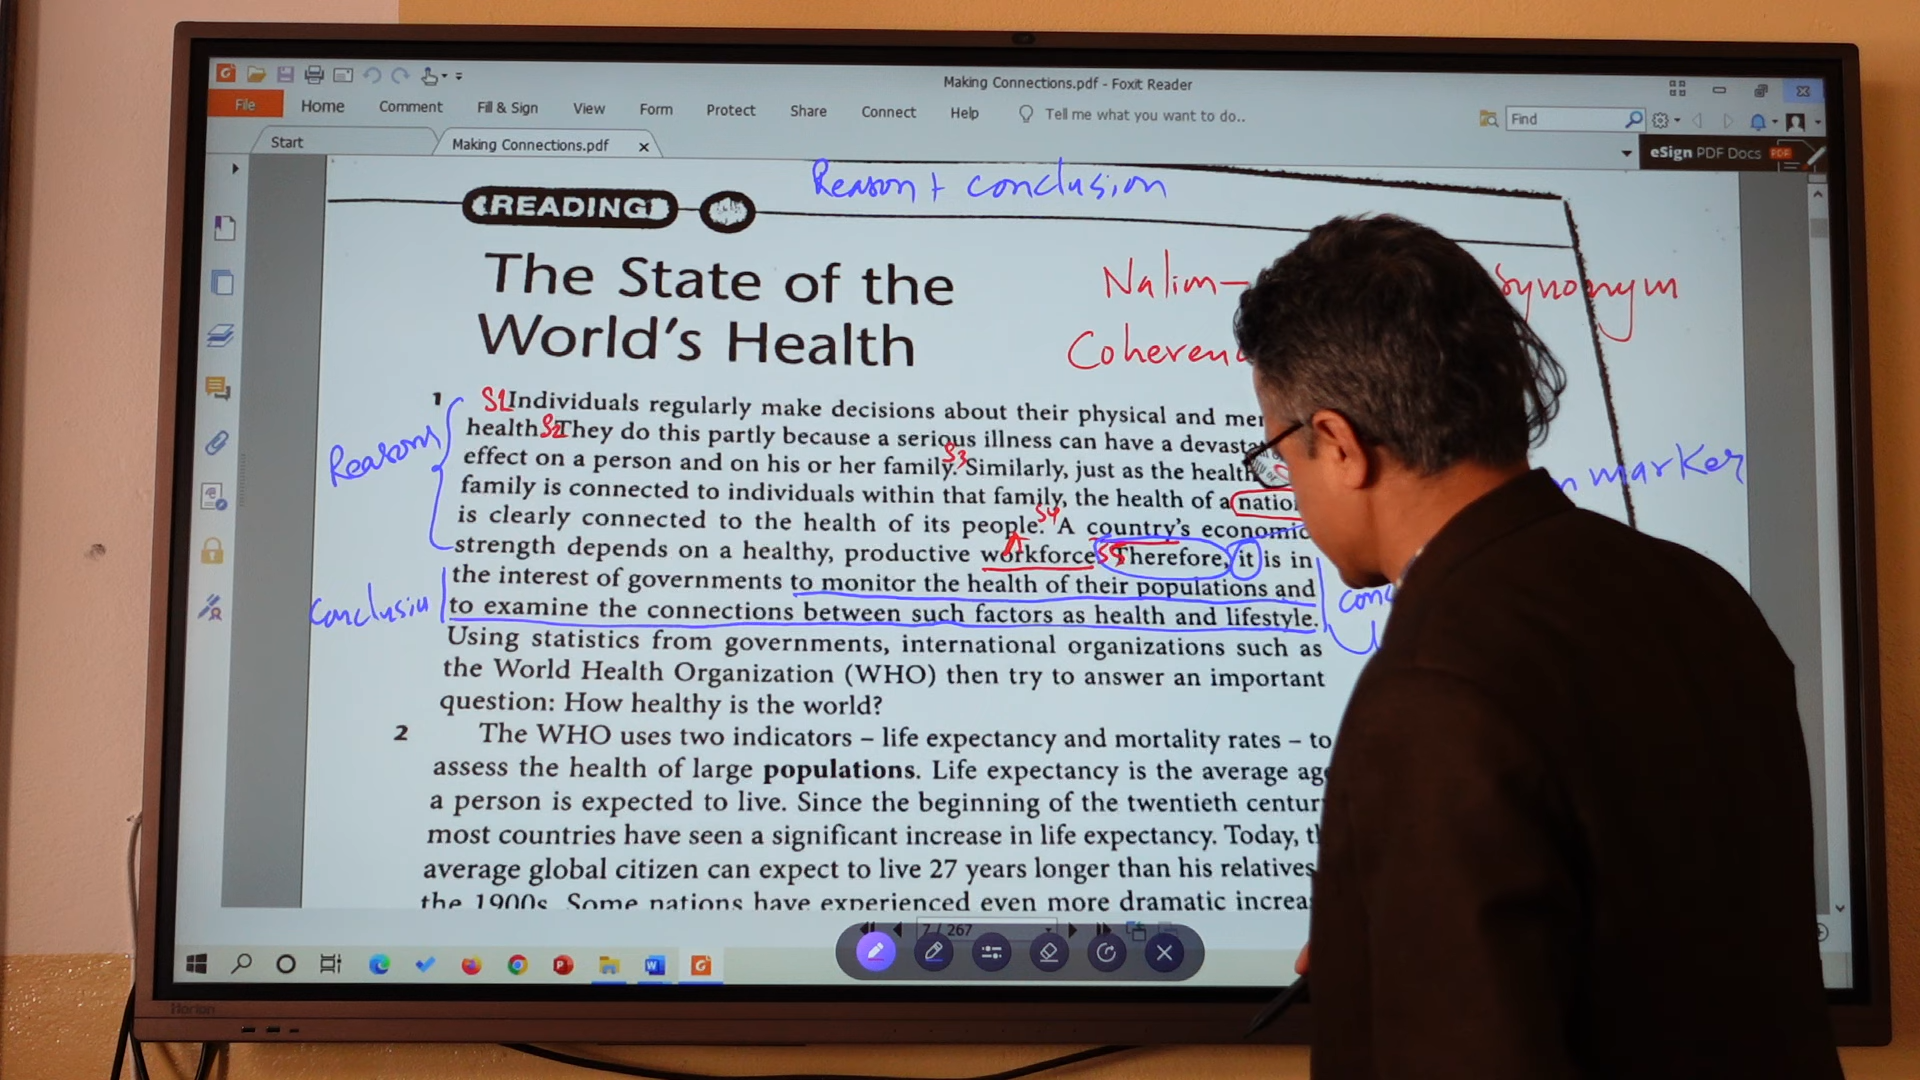 Making Connections.pdf - Foxit Reader
File Home Comment Fill & Sign View Form Protect Share Connect Help Tell me what you want to do.. Find
Start Making Connections.pdf eSign PDF Docs
Reason + conclusion
READING
The State of the
World's Health
Nalim- Synonym
Coheren
marker
Reasons
Conclusion
1 S1 Individuals regularly make decisions about their physical and men
health. S2 They do this partly because a serious illness can have a devasta
effect on a person and on his or her family. S3 Similarly, just as the health
family is connected to individuals within that family, the health of a nation
is clearly connected to the health of its people. S4 A country's economic
strength depends on a healthy, productive workforce. S5 Therefore, it is in
the interest of governments to monitor the health of their populations and
to examine the connections between such factors as health and lifestyle.
conc
Using statistics from governments, international organizations such as
the World Health Organization (WHO) then try to answer an important
question: How healthy is the world?
2 The WHO uses two indicators – life expectancy and mortality rates – to
assess the health of large populations. Life expectancy is the average age
a person is expected to live. Since the beginning of the twentieth centur
most countries have seen a significant increase in life expectancy. Today, th
average global citizen can expect to live 27 years longer than his relatives
the 1900s. Some nations have experienced even more dramatic increa
7 / 267
Horion